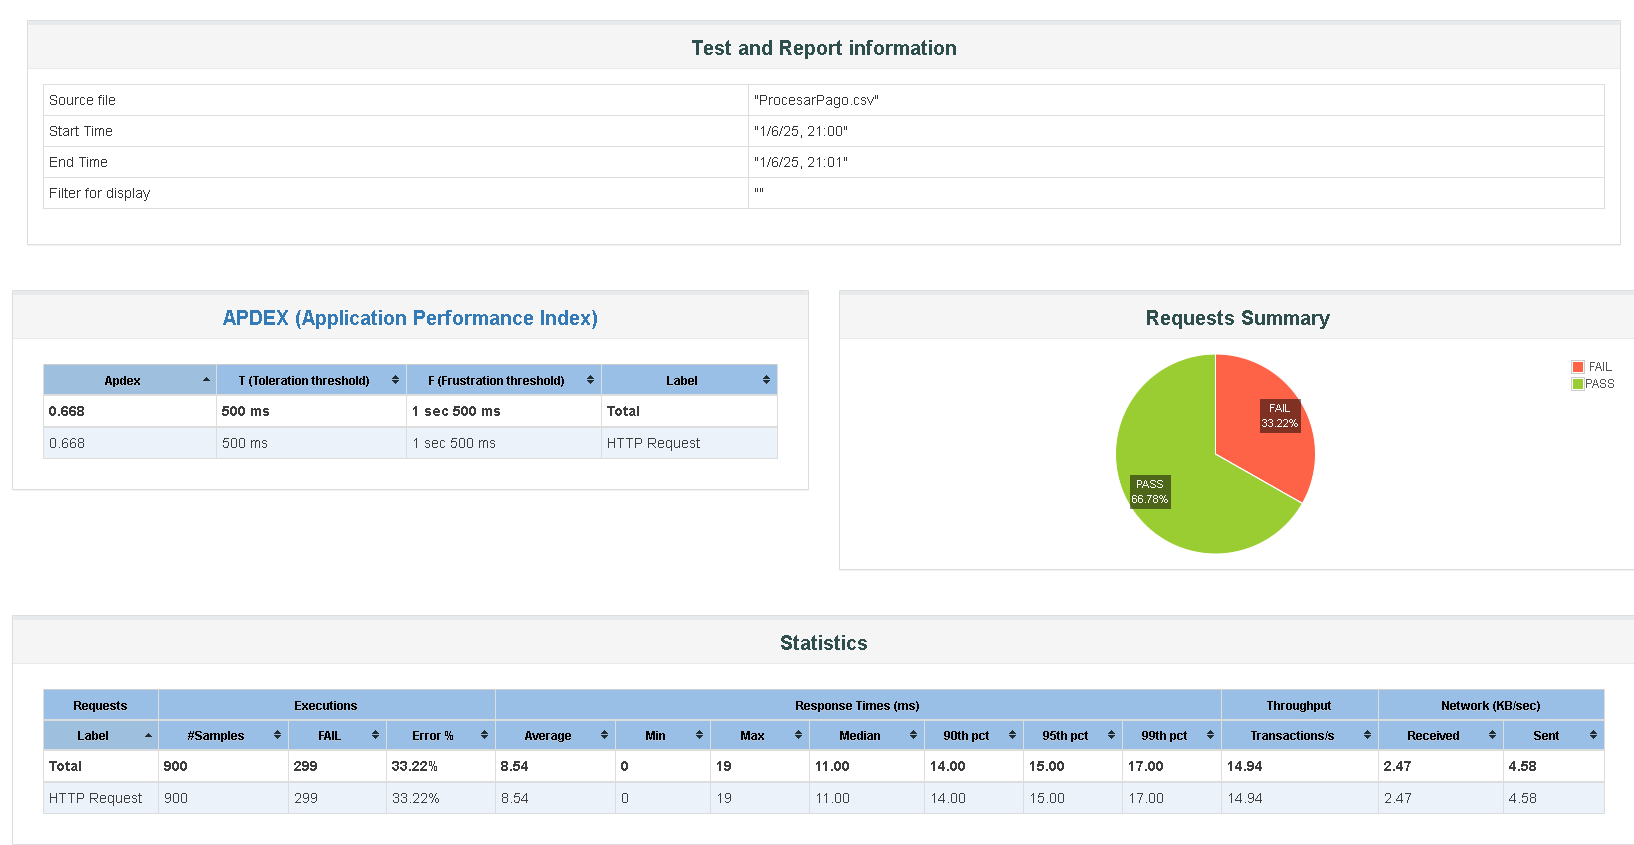 Test and Report information
Source file "ProcesarPago.csv"
Start Time "1/6/25, 21:00"
End Time "1/6/25, 21:01"
Filter for display ""
APDEX (Application Performance Index)
Apdex T (Toleration threshold) F (Frustration threshold) Label
0.668 500 ms 1 sec 500 ms Total
0.668 500 ms 1 sec 500 ms HTTP Request
Requests Summary
FAIL
PASS
FAIL
33.22%
PASS
66.78%
Statistics
Requests Executions Response Times (ms) Throughput Network (KB/sec)
Label #Samples FAIL Error % Average Min Max Median 90th pct 95th pct 99th pct Transactions/s Received Sent
Total 900 299 33.22% 8.54 0 19 11.00 14.00 15.00 17.00 14.94 2.47 4.58
HTTP Request 900 299 33.22% 8.54 0 19 11.00 14.00 15.00 17.00 14.94 2.47 4.58